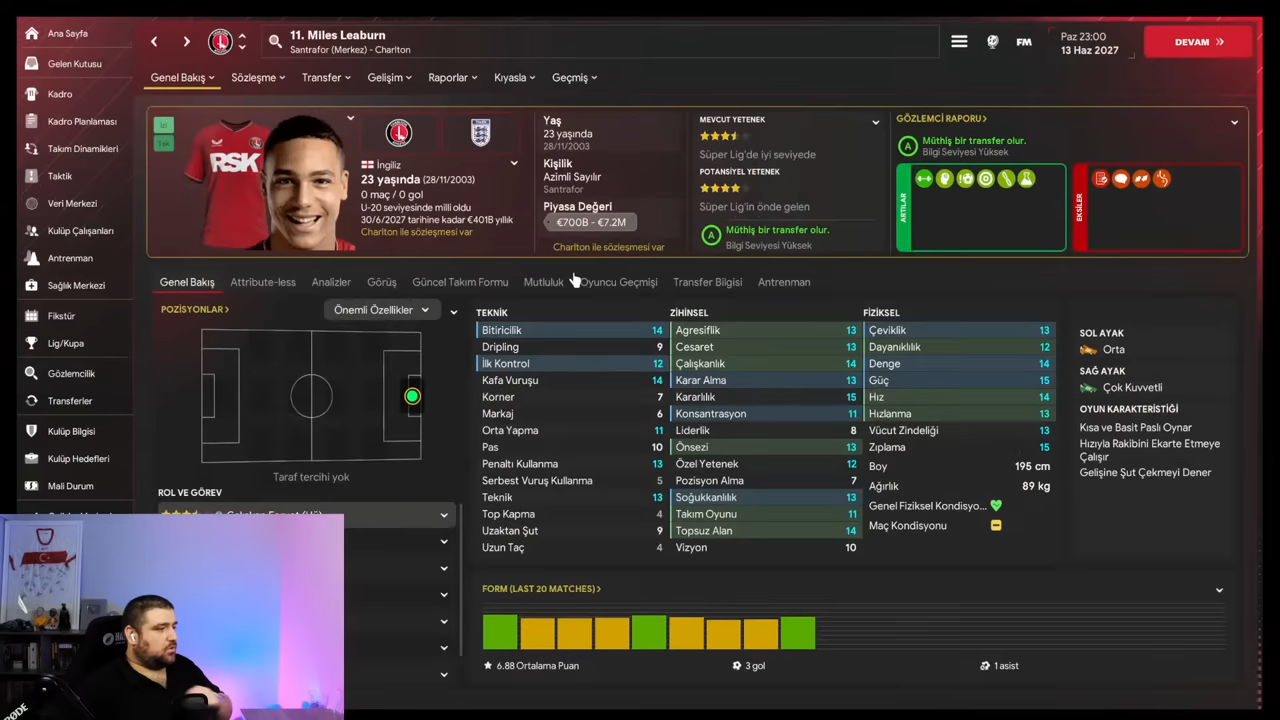 Ana Sayfa
Gelen Kutusu
Kadro
Kadro Planlaması
Takım Dinamikleri
Taktik
Veri Merkezi
Kulüp Çalışanları
Antrenman
Sağlık Merkezi
Fikstür
Lig/Kupa
Gözlemcilik
Transferler
Kulüp Bilgisi
Kulüp Hedefleri
Mali Durum
11. Miles Leaburn
Santrafor (Merkez) - Charlton
FM
Paz 23:00
13 Haz 2027
DEVAM
Genel Bakış
Sözleşme
Transfer
Gelişim
Raporlar
Kıyasla
Geçmiş
İzl
Tek
RSK
İngiliz
23 yaşında (28/11/2003)
0 maç / 0 gol
U-20 seviyesinde milli oldu
30/6/2027 tarihine kadar €401B yıllık
Charlton ile sözleşmesi var
Yaş
23 yaşında
28/11/2003
Kişilik
Azimli Sayılır
Santrafor
Piyasa Değeri
€700B - €7.2M
Charlton ile sözleşmesi var
MEVCUT YETENEK
Süper Lig'de iyi seviyede
POTANSİYEL YETENEK
Süper Lig'in önde gelen
A
Müthiş bir transfer olur.
Bilgi Seviyesi Yüksek
GÖZLEMCİ RAPORU
A
Müthiş bir transfer olur.
Bilgi Seviyesi Yüksek
ARTILAR
EKSİLER
Genel Bakış
Attribute-less
Analizler
Görüş
Güncel Takım Formu
Mutluluk
Oyuncu Geçmişi
Transfer Bilgisi
Antrenman
POZİSYONLAR
Önemli Özellikler
Taraf tercihi yok
ROL VE GÖREV
TEKNİK
Bitiricilik 14
Dripling 9
İlk Kontrol 12
Kafa Vuruşu 14
Korner 7
Markaj 6
Orta Yapma 11
Pas 10
Penaltı Kullanma 13
Serbest Vuruş Kullanma 5
Teknik 13
Top Kapma 4
Uzaktan Şut 9
Uzun Taç 4
ZİHİNSEL
Agresiflik 13
Cesaret 13
Çalışkanlık 14
Karar Alma 13
Kararlılık 15
Konsantrasyon 11
Liderlik 8
Önsezi 13
Özel Yetenek 12
Pozisyon Alma 7
Soğukkanlılık 13
Takım Oyunu 11
Topsuz Alan 14
Vizyon 10
FİZİKSEL
Çeviklik 13
Dayanıklılık 12
Denge 14
Güç 15
Hız 14
Hızlanma 13
Vücut Zindeliği 13
Zıplama 15
Boy 195 cm
Ağırlık 89 kg
Genel Fiziksel Kondisyo...
Maç Kondisyonu
SOL AYAK
Orta
SAĞ AYAK
Çok Kuvvetli
OYUN KARAKTERİSTİĞİ
Kısa ve Basit Paslı Oynar
Hızıyla Rakibini Ekarte Etmeye
Çalışır
Gelişine Şut Çekmeyi Dener
FORM (LAST 20 MATCHES)
6.88 Ortalama Puan
3 gol
1 asist
RØDE